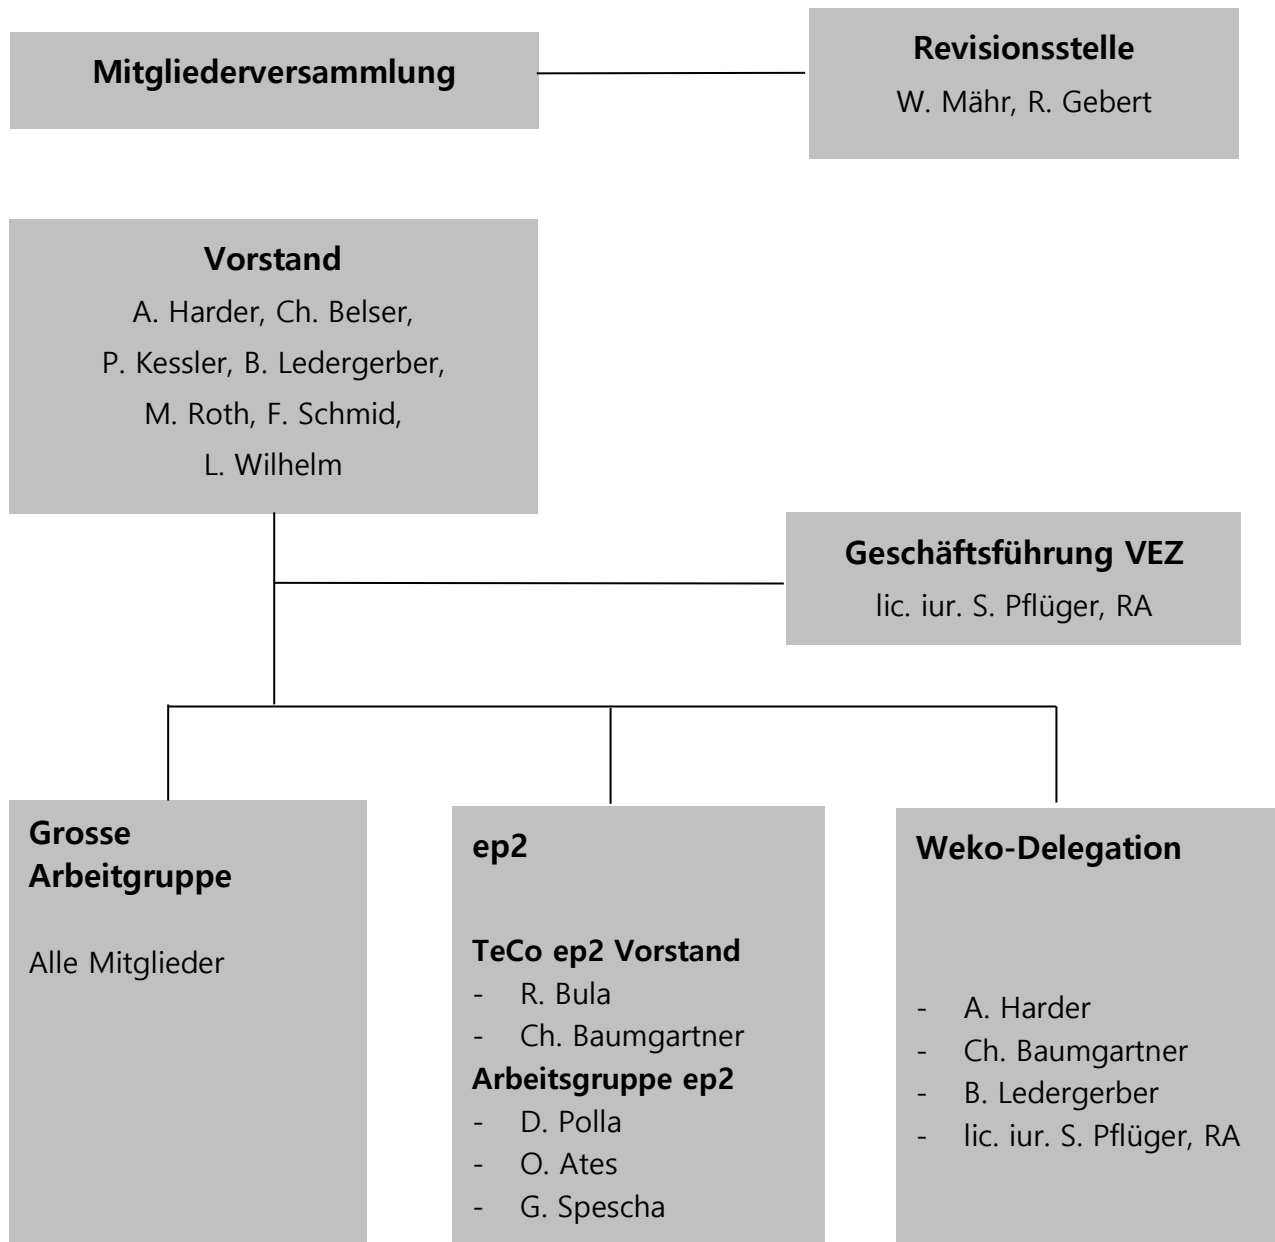 Mitgliederversammlung
Revisionsstelle
W. Mähr, R. Gebert
Vorstand
A. Harder, Ch. Belser,
P. Kessler, B. Ledergerber,
M. Roth, F. Schmid,
L. Wilhelm
Geschäftsführung VEZ
lic. iur. S. Pflüger, RA
Grosse
Arbeitgruppe
Alle Mitglieder
ep2
TeCo ep2 Vorstand
- R. Bula
- Ch. Baumgartner
Arbeitsgruppe ep2
- D. Polla
- O. Ates
- G. Spescha
Weko-Delegation
- A. Harder
- Ch. Baumgartner
- B. Ledergerber
- lic. iur. S. Pflüger, RA